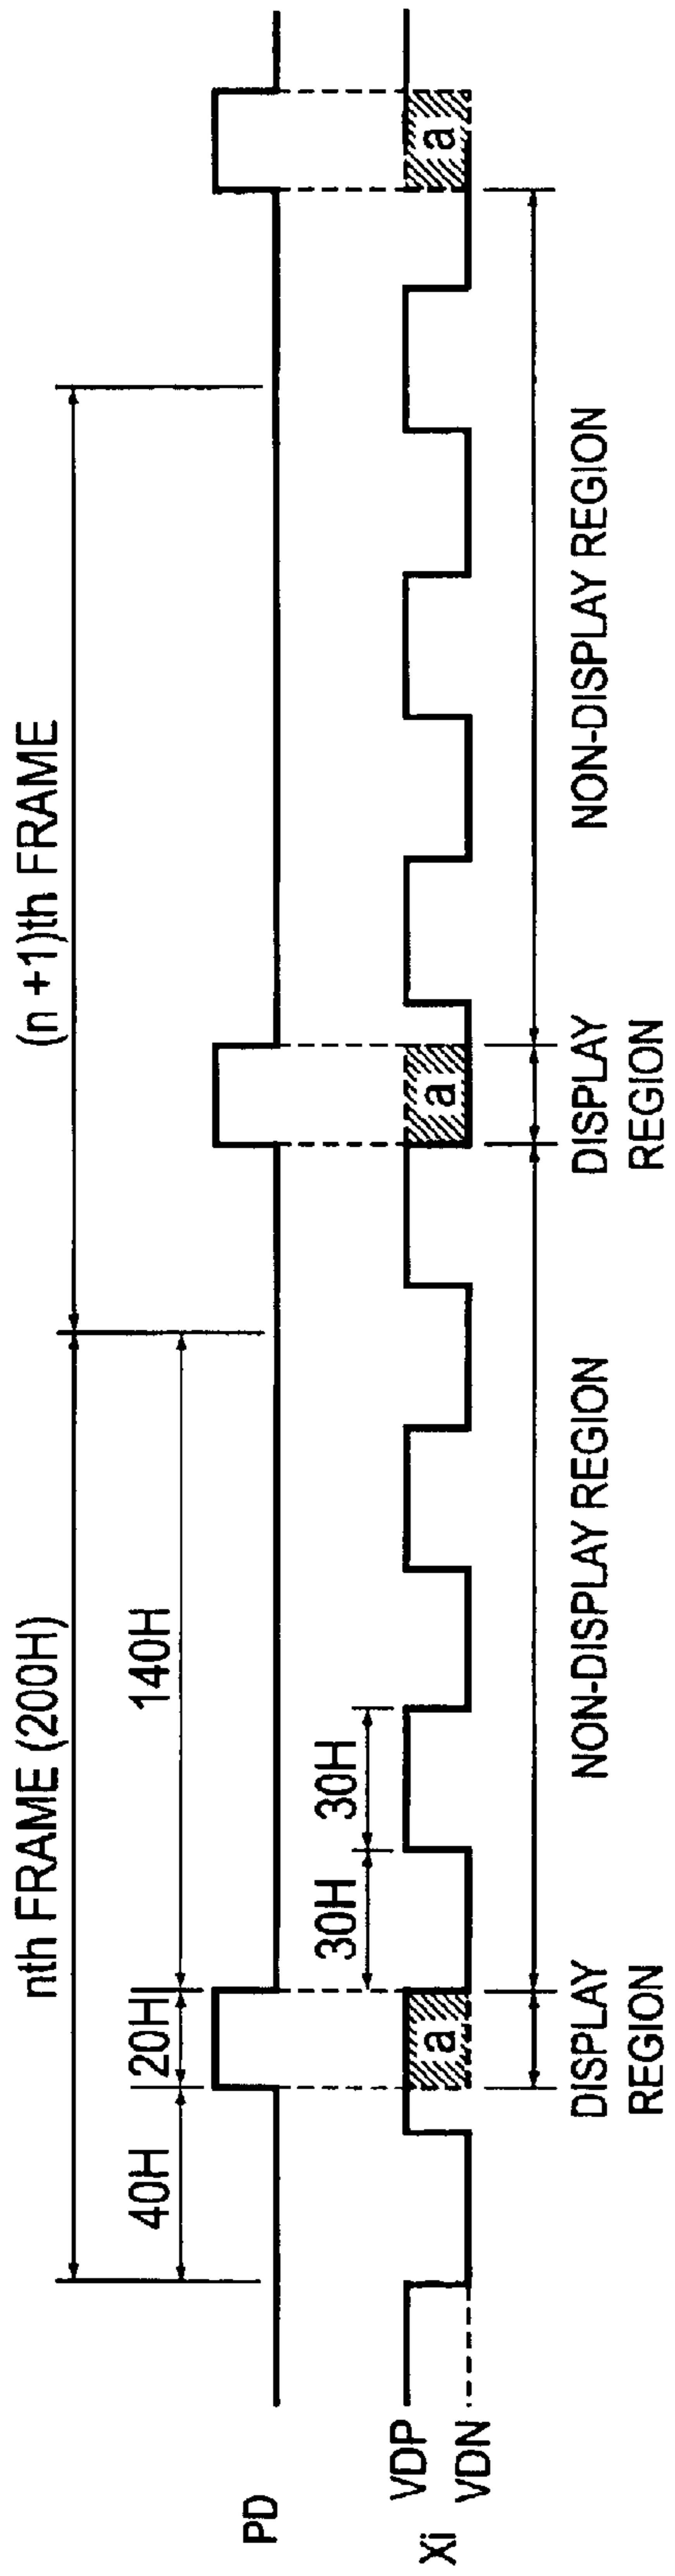 nth FRAME (200H)
(n +1)th FRAME
40H
20H
140H
PD
30H
30H
VDP
Xi
VDN
a
a
a
DISPLAY
REGION
NON-DISPLAY REGION
DISPLAY
REGION
NON-DISPLAY REGION